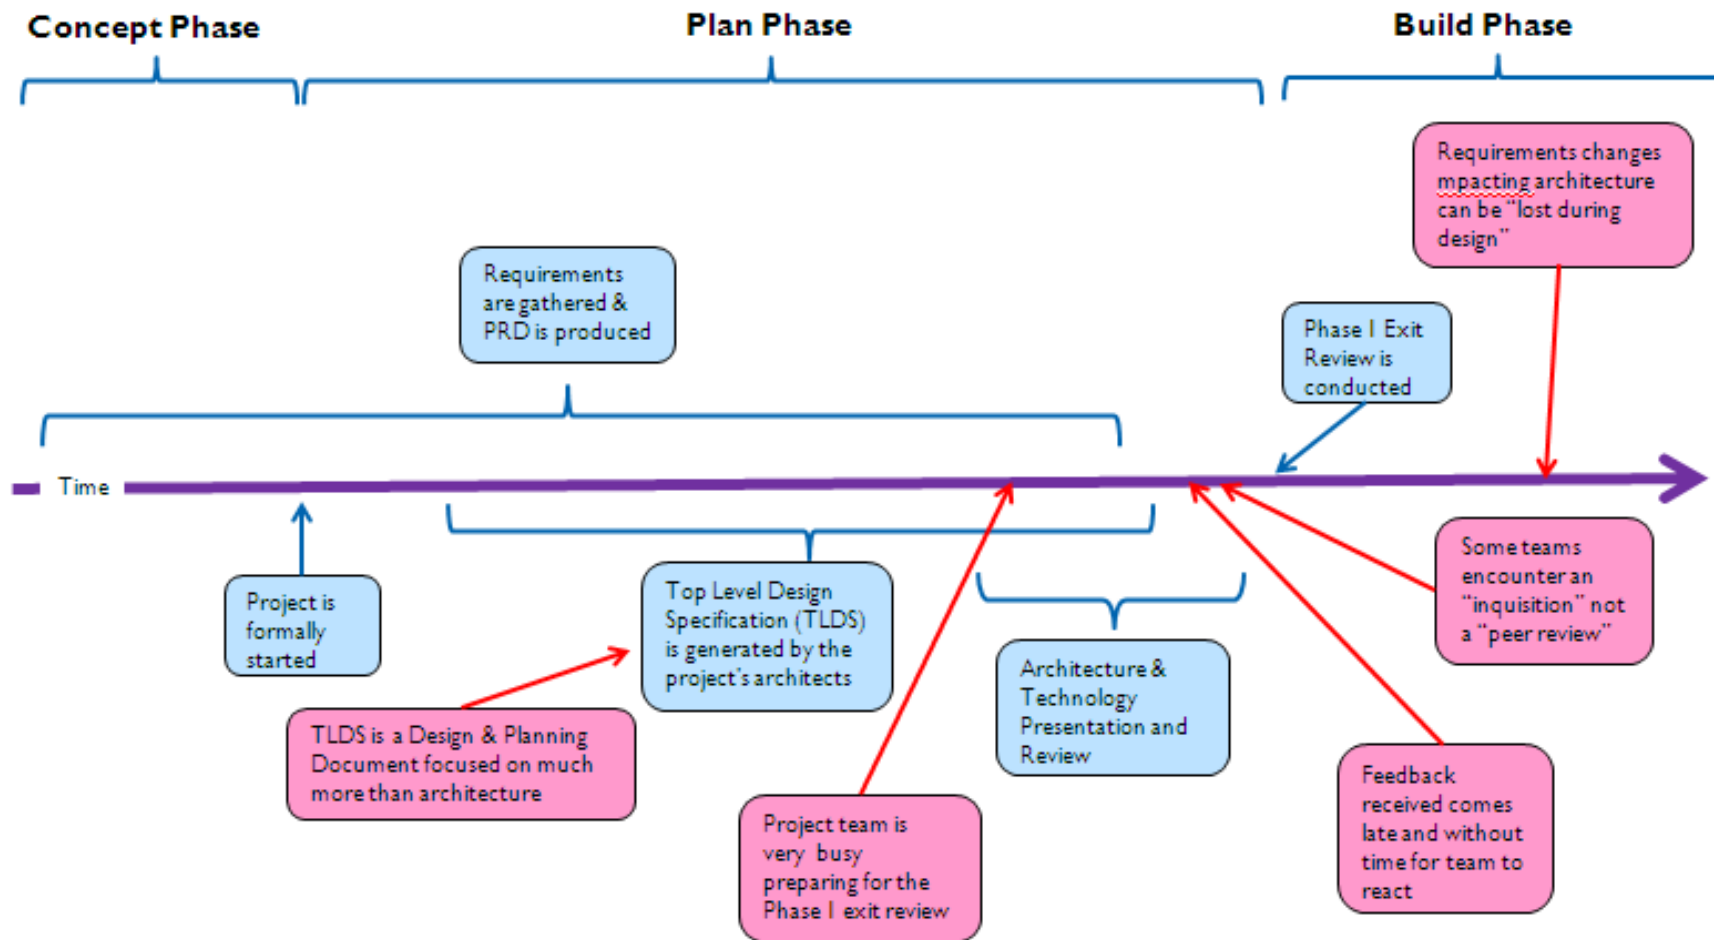 Concept Phase
Plan Phase
Build Phase
Requirements changes
mpacting architecture
can be “lost during
design”
Requirements
are gathered &
PRD is produced
Phase 1 Exit
Review is
conducted
Time
Project is
formally
started
Top Level Design
Specification (TLDS)
is generated by the
project’s architects
Some teams
encounter an
“inquisition” not
a “peer review”
Architecture &
Technology
Presentation and
Review
TLDS is a Design & Planning
Document focused on much
more than architecture
Project team is
very busy
preparing for the
Phase 1 exit review
Feedback
received comes
late and without
time for team to
react